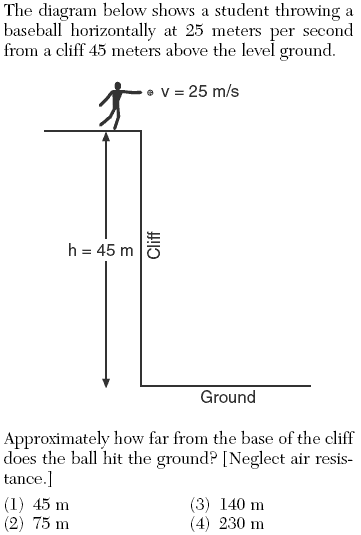 The diagram below shows a student throwing a
baseball horizontally at 25 meters per second
from a cliff 45 meters above the level ground.
v = 25 m/s
h = 45 m
Cliff
Ground
Approximately how far from the base of the cliff
does the ball hit the ground? [Neglect air resis-
tance.]
(1) 45 m (3) 140 m
(2) 75 m (4) 230 m